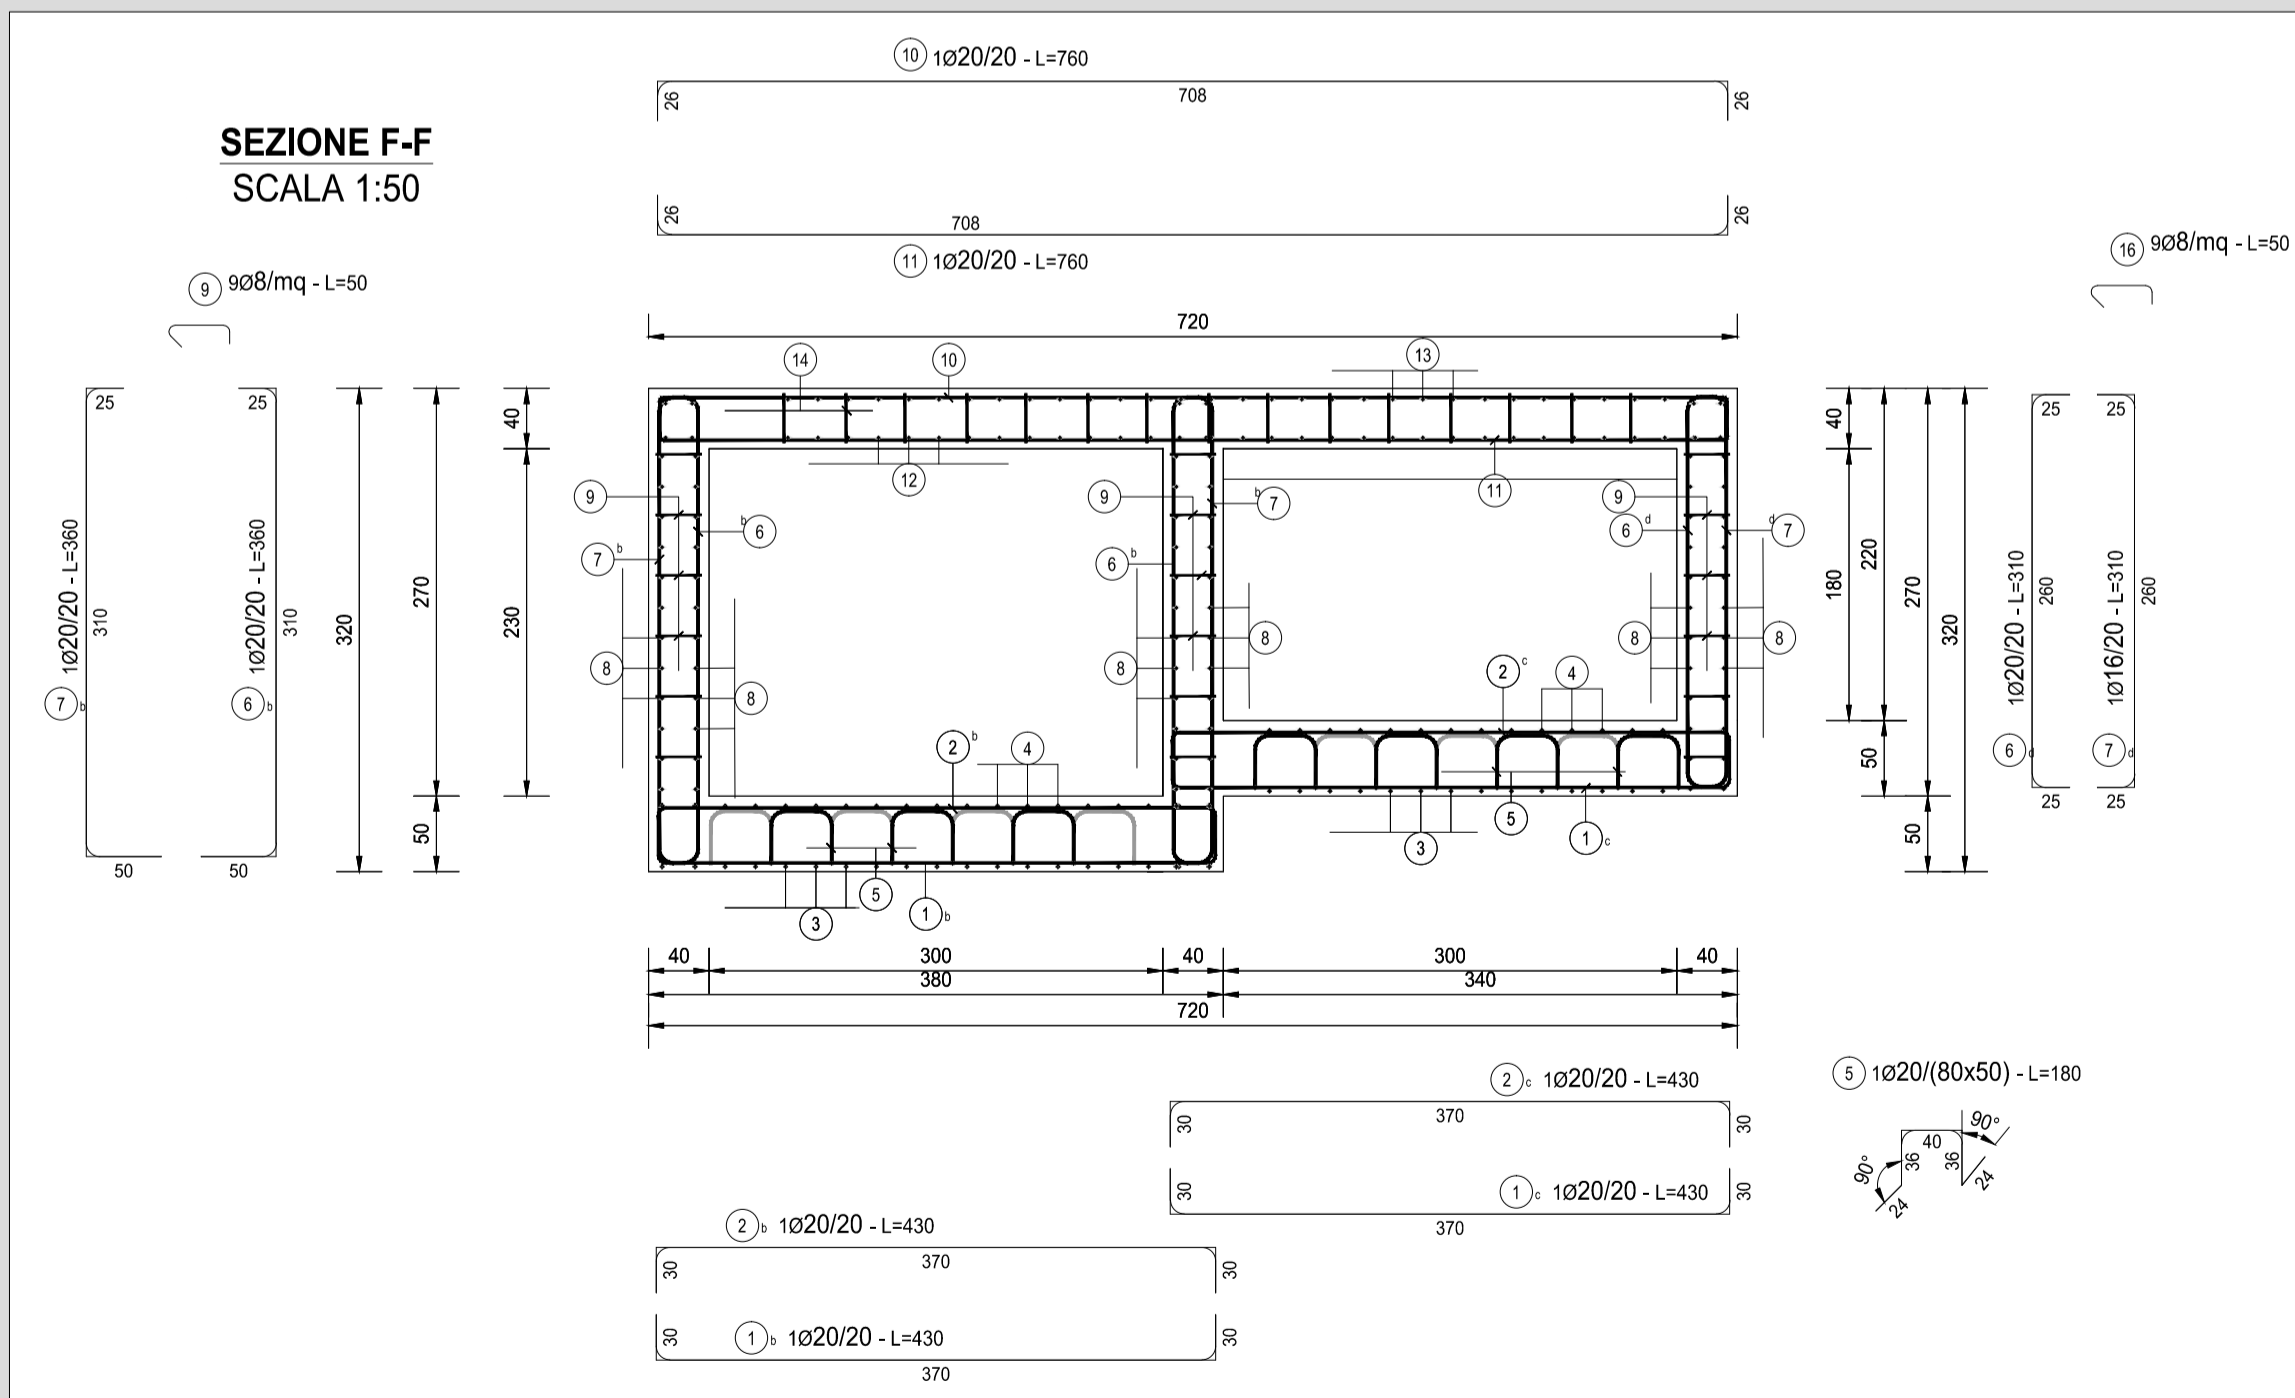 10 1Ø20/20 - L=760
26 708 26
SEZIONE F-F
SCALA 1:50
26 708 26
11 1Ø20/20 - L=760
9 9Ø8/mq - L=50
16 9Ø8/mq - L=50
720
14 10 13
25 25
25 25
40
40
12 11
9 9 9
b 7
b 6
6 d
d 7
7 b
6 b
7 b 1Ø20/20 - L=360 310
6 b 1Ø20/20 - L=360 310
320 270 230
180 220 270 320
6 d 1Ø20/20 - L=310 260
7 d 1Ø16/20 - L=310 260
8 8 8 8
8 8
2 c 4
2 b 4
50
50
50
25 25
50 50
5
3
1 c
5
3
1 b
40 300 40 300 40
380 340
720
2 c 1Ø20/20 - L=430
30 370 30
5 1Ø20/(80x50) - L=180
90°
40
36 36
90°
24 24
30 1 c 1Ø20/20 - L=430 30
370
2 b 1Ø20/20 - L=430
30 370 30
30 1 b 1Ø20/20 - L=430 30
370